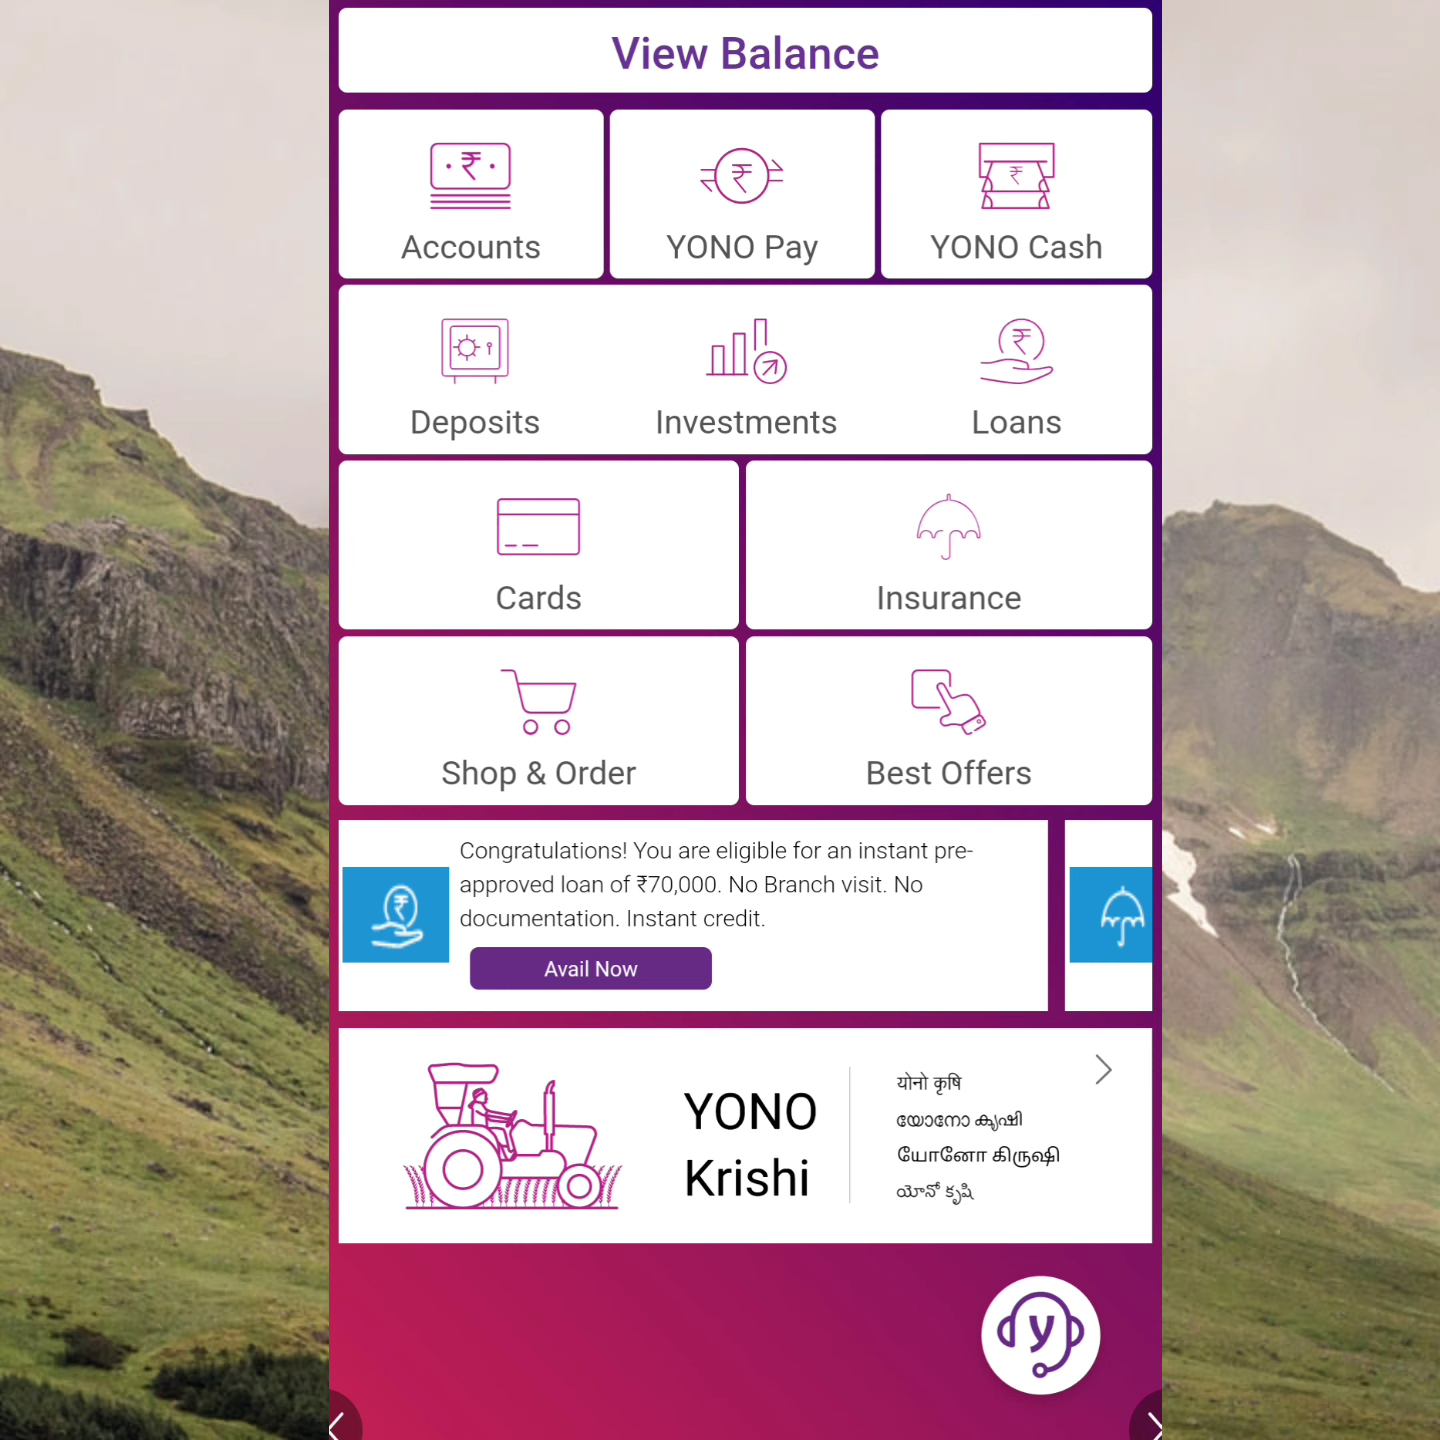 View Balance
Accounts
YONO Pay
YONO Cash
Deposits
Investments
Loans
Cards
Insurance
Shop & Order
Best Offers
Congratulations! You are eligible for an instant pre-
approved loan of ₹70,000. No Branch visit. No
documentation. Instant credit.
Avail Now
YONO
Krishi
योनो कृषि
യോനോ കൃഷി
யோனோ கிருஷி
యోనో కృషి
y